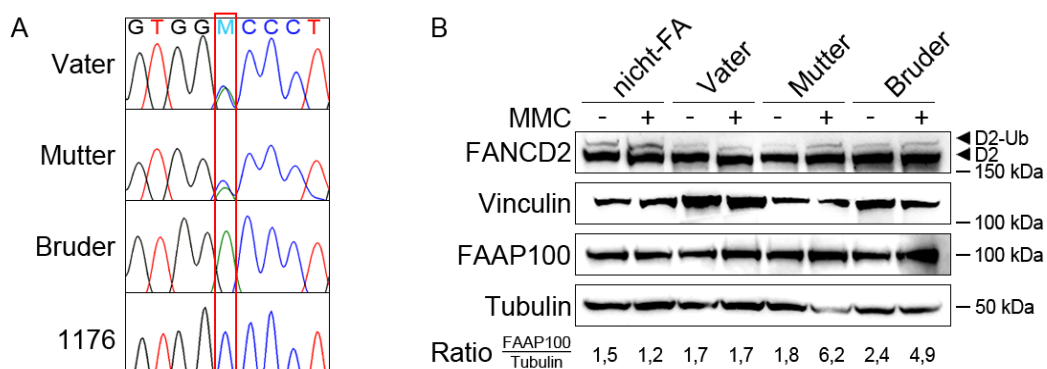 A
G T G G M C C C T
Vater
Mutter
Bruder
1176
B
nicht-FA Vater Mutter Bruder
MMC - + - + - + - +
FANCD2
D2-Ub
D2
150 kDa
Vinculin
100 kDa
FAAP100
100 kDa
Tubulin
50 kDa
Ratio FAAP100
Tubulin
1,5 1,2 1,7 1,7 1,8 6,2 2,4 4,9